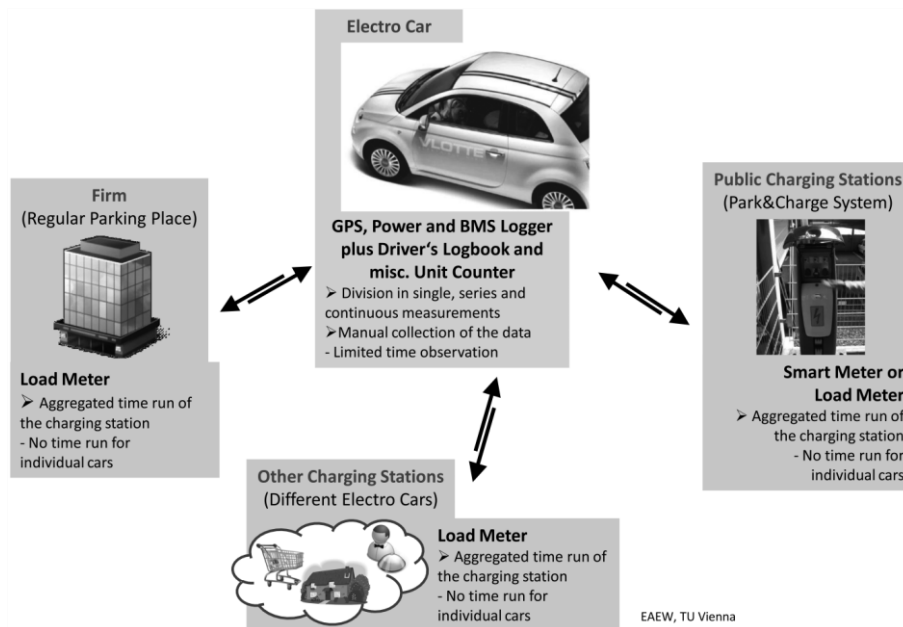 Electro Car
VLOTTE
GPS, Power and BMS Logger
plus Driver‘s Logbook and
misc. Unit Counter
➢ Division in single, series and
continuous measurements
➢Manual collection of the data
- Limited time observation
Firm
(Regular Parking Place)
Load Meter
➢ Aggregated time run of
the charging station
- No time run for
individual cars
Public Charging Stations
(Park&Charge System)
Smart Meter or
Load Meter
➢ Aggregated time run of
the charging station
- No time run for
individual cars
Other Charging Stations
(Different Electro Cars)
Load Meter
➢ Aggregated time run of
the charging station
- No time run for
individual cars
EAEW, TU Vienna